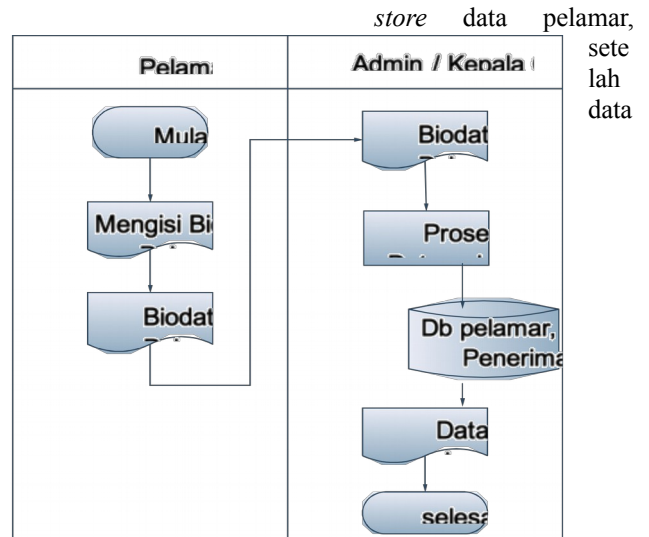 store data pelamar,
sete
lah
data
Pelam
Admin / Kepala
Mula
Mengisi Bi
Biodat
Biodat
Prose
Db pelamar,
Penerima
Data
selesa